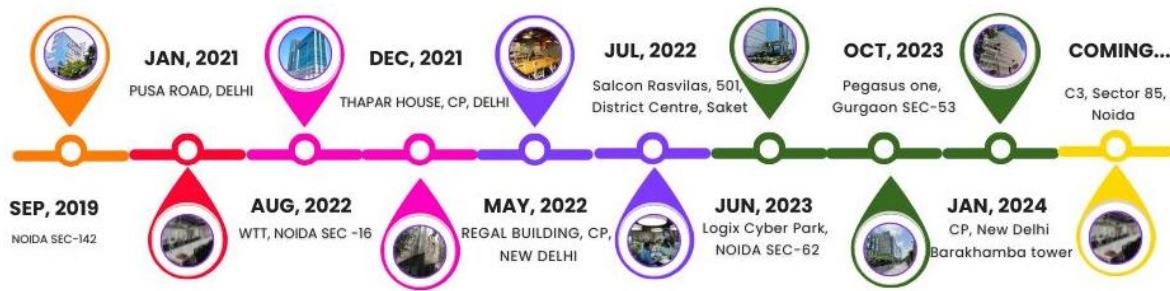 JAN, 2021
PUSA ROAD, DELHI
DEC, 2021
THAPAR HOUSE, CP, DELHI
JUL, 2022
Salcon Rasvilas, 501,
District Centre, Saket
OCT, 2023
Pegasus one,
Gurgaon SEC-53
COMING...
C3, Sector 85,
Noida
SEP, 2019
NOIDA SEC-142
AUG, 2022
WTT, NOIDA SEC -16
MAY, 2022
REGAL BUILDING, CP,
NEW DELHI
JUN, 2023
Logix Cyber Park,
NOIDA SEC-62
JAN, 2024
CP, New Delhi
Barakhamba tower